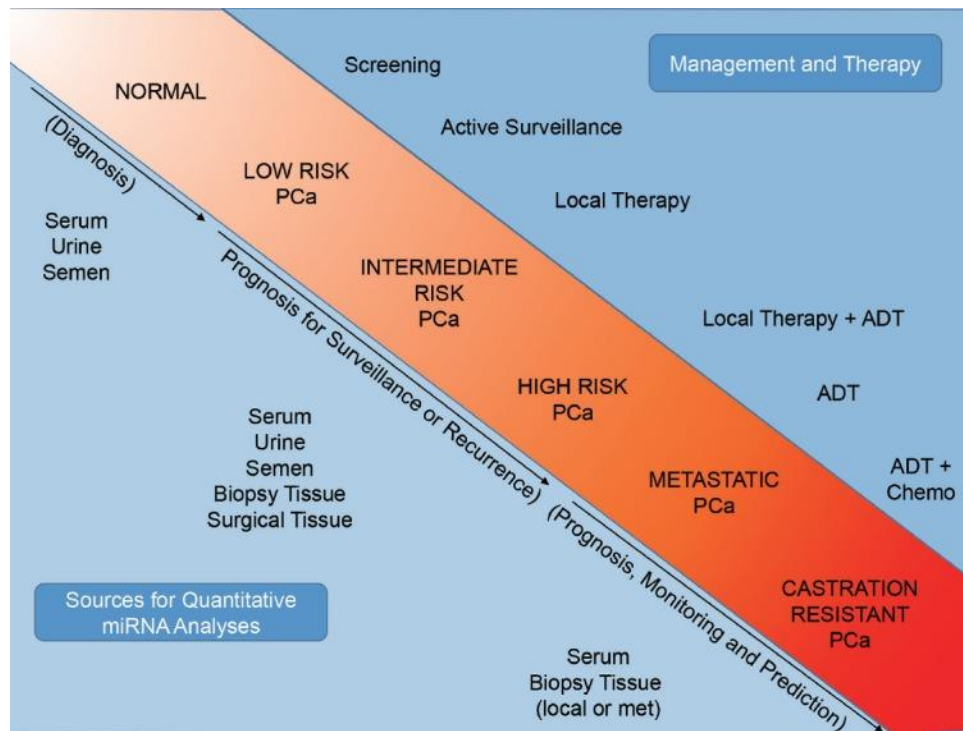 Management and Therapy
Screening
Active Surveillance
Local Therapy
Local Therapy + ADT
ADT
ADT +
Chemo
NORMAL
LOW RISK
PCa
INTERMEDIATE
RISK
PCa
HIGH RISK
PCa
METASTATIC
PCa
CASTRATION
RESISTANT
PCa
(Diagnosis)
Prognosis for Surveillance or Recurrence)
(Prognosis, Monitoring and Prediction)
Serum
Urine
Semen
Serum
Urine
Semen
Biopsy Tissue
Surgical Tissue
Serum
Biopsy Tissue
(local or met)
Sources for Quantitative
miRNA Analyses